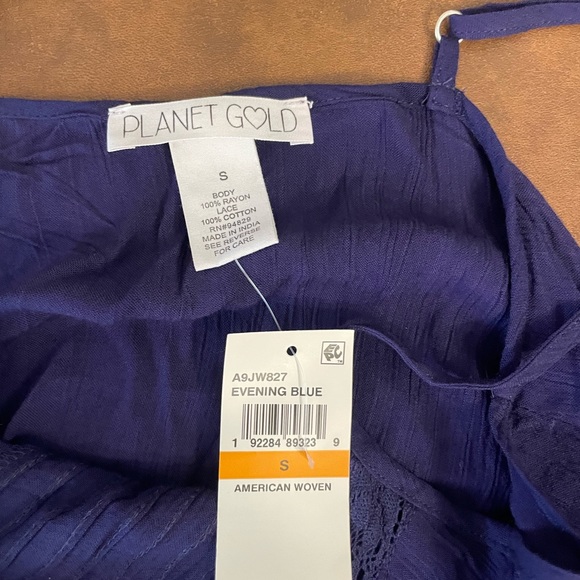 PLANET GOLD
S
BODY
100% RAYON
LACE
100% COTTON
RN#94829
MADE IN INDIA
SEE REVERSE
FOR CARE
EPC
A9JW827
EVENING BLUE
1 92284 89323 9
S
AMERICAN WOVEN